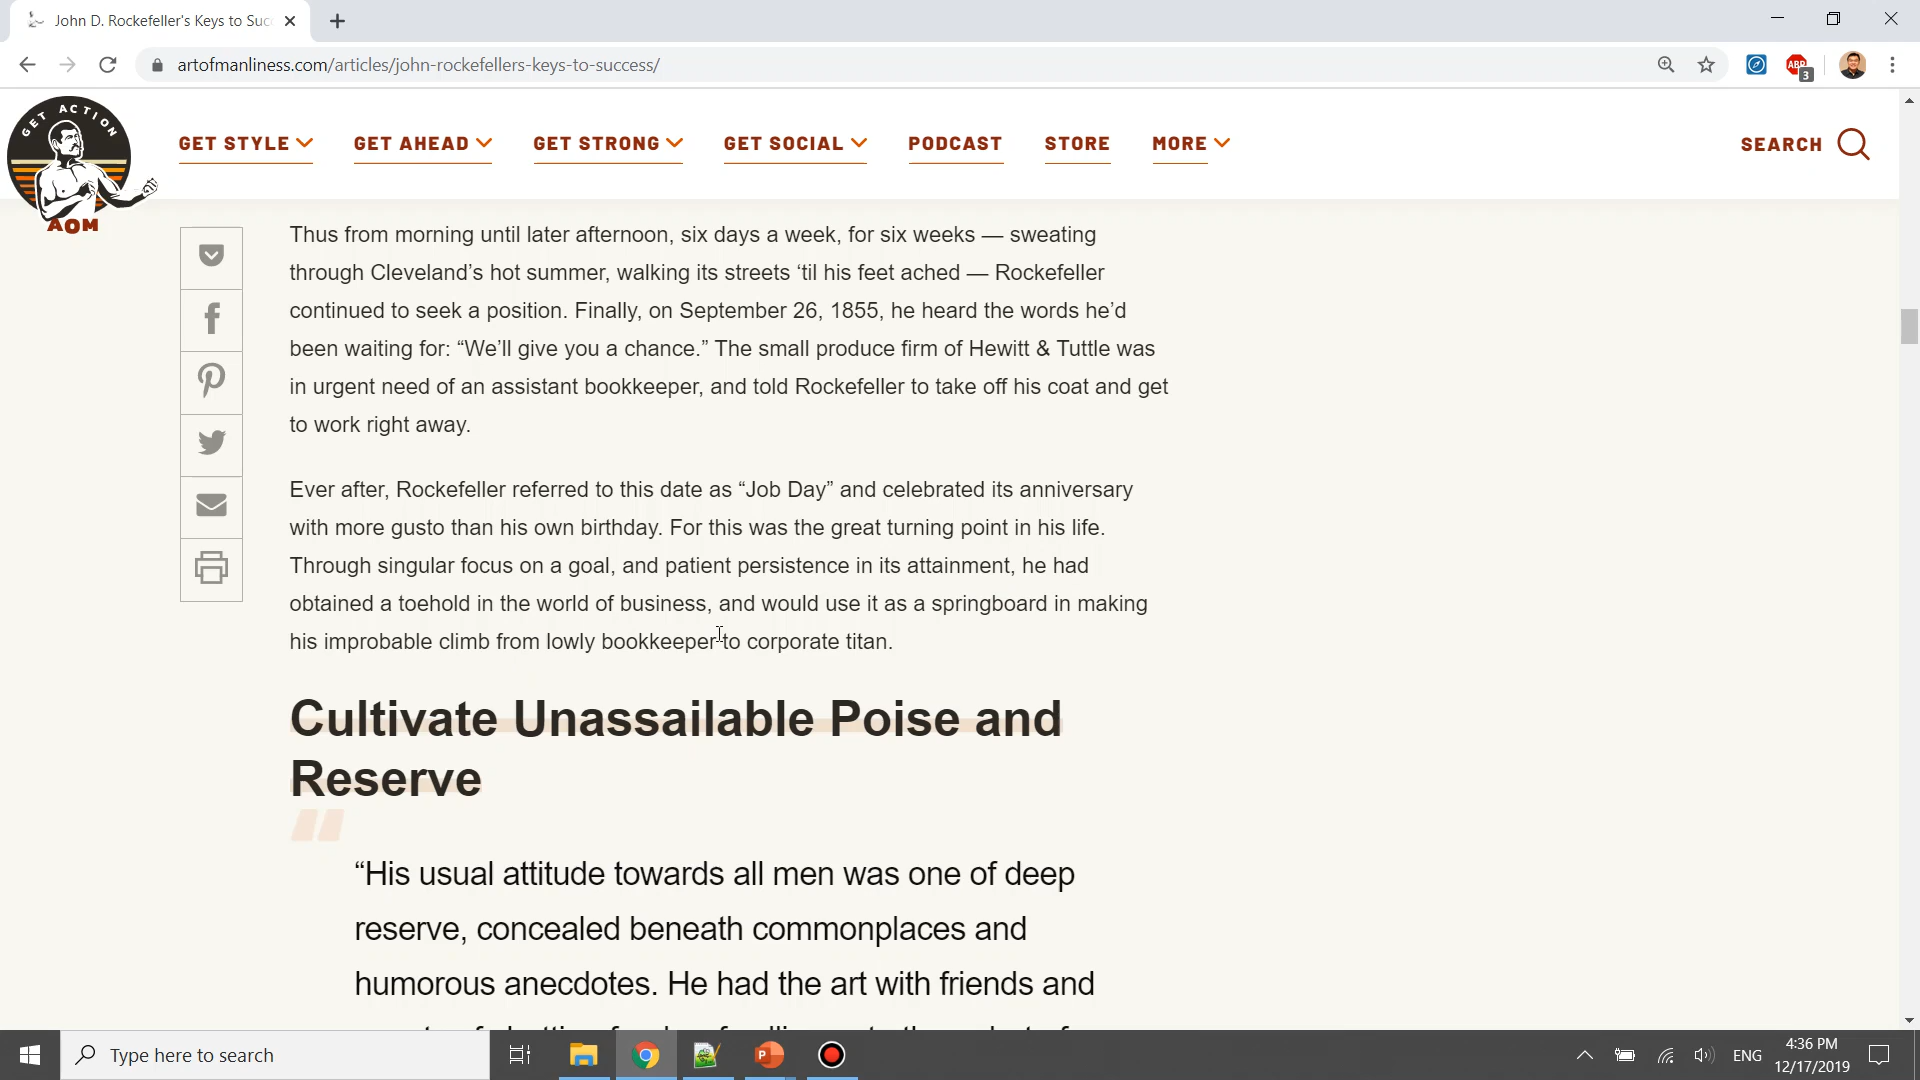 John D. Rockefeller's Keys to Suc
artofmanliness.com/articles/john-rockefellers-keys-to-success/
ABP
3
GET ACTION
AOM
GET STYLE
GET AHEAD
GET STRONG
GET SOCIAL
PODCAST
STORE
MORE
SEARCH
Thus from morning until later afternoon, six days a week, for six weeks — sweating
through Cleveland’s hot summer, walking its streets ‘til his feet ached — Rockefeller
continued to seek a position. Finally, on September 26, 1855, he heard the words he’d
been waiting for: “We’ll give you a chance.” The small produce firm of Hewitt & Tuttle was
in urgent need of an assistant bookkeeper, and told Rockefeller to take off his coat and get
to work right away.
Ever after, Rockefeller referred to this date as “Job Day” and celebrated its anniversary
with more gusto than his own birthday. For this was the great turning point in his life.
Through singular focus on a goal, and patient persistence in its attainment, he had
obtained a toehold in the world of business, and would use it as a springboard in making
his improbable climb from lowly bookkeeper to corporate titan.
Cultivate Unassailable Poise and
Reserve
“His usual attitude towards all men was one of deep
reserve, concealed beneath commonplaces and
humorous anecdotes. He had the art with friends and
Type here to search
ENG
4:36 PM
12/17/2019